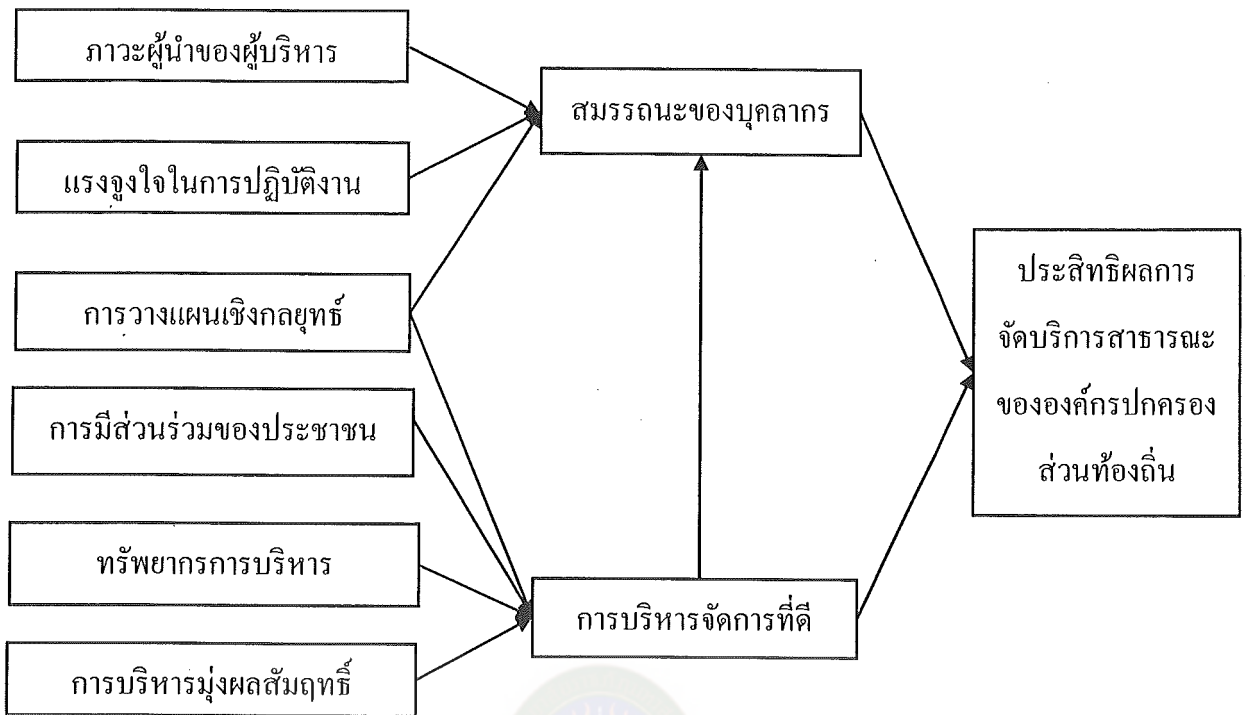 ภาวะผู้นำของผู้บริหาร
แรงจูงใจในการปฏิบัติงาน
การวางแผนเชิงกลยุทธ์
การมีส่วนร่วมของประชาชน
ทรัพยากรการบริหาร
การบริหารมุ่งผลสัมฤทธิ์
สมรรถนะของบุคลากร
การบริหารจัดการที่ดี
ประสิทธิผลการ
จัดบริการสาธารณะ
ขององค์กรปกครอง
ส่วนท้องถิ่น